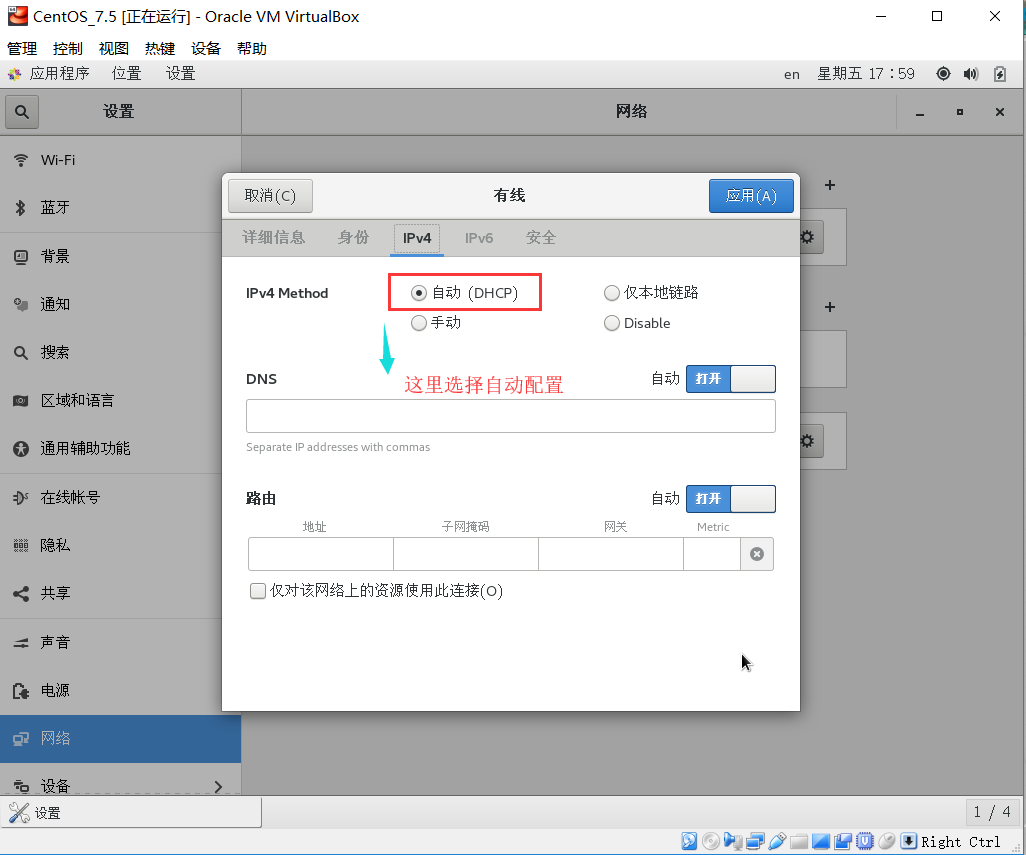 CentOS_7.5 [正在运行] - Oracle VM VirtualBox
管理 控制 视图 热键 设备 帮助
应用程序 位置 设置 en 星期五 17：59
设置 网络
Wi-Fi
蓝牙
背景
通知
搜索
区域和语言
通用辅助功能
在线帐号
隐私
共享
声音
电源
网络
设备
取消(C) 有线 应用(A)
详细信息 身份 IPv4 IPv6 安全
IPv4 Method 自动 (DHCP) 仅本地链路
手动 Disable
这里选择自动配置
DNS 自动 打开
Separate IP addresses with commas
路由 自动 打开
地址 子网掩码 网关 Metric
仅对该网络上的资源使用此连接(O)
设置 1 / 4
Right Ctrl